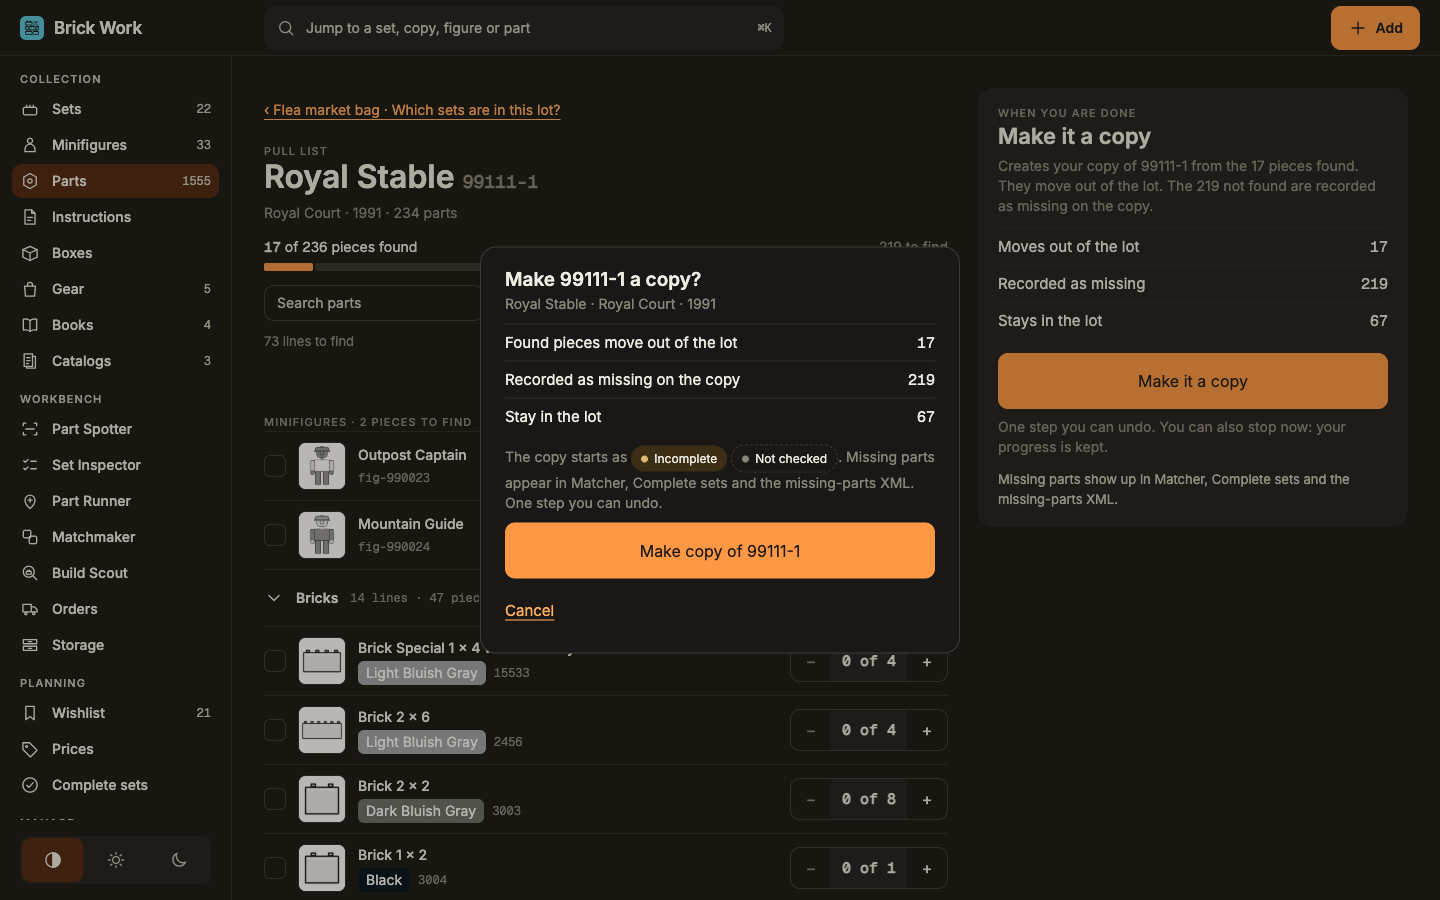 Brick Work
Jump to a set, copy, figure or part
⌘K
+ Add
COLLECTION
Sets 22
Minifigures 33
Parts 1555
Instructions
Boxes
Gear 5
Books 4
Catalogs 3
WORKBENCH
Part Spotter
Set Inspector
Part Runner
Matchmaker
Build Scout
Orders
Storage
PLANNING
Wishlist 21
Prices
Complete sets
‹ Flea market bag · Which sets are in this lot?
PULL LIST
Royal Stable 99111-1
Royal Court · 1991 · 234 parts
17 of 236 pieces found
219 to find
Search parts
73 lines to find
MINIFIGURES · 2 PIECES TO FIND
Outpost Captain
fig-990023
Mountain Guide
fig-990024
Bricks 14 lines · 47 piec
Brick Special 1 × 4
Light Bluish Gray 15533
− 0 of 4 +
Brick 2 × 6
Light Bluish Gray 2456
− 0 of 4 +
Brick 2 × 2
Dark Bluish Gray 3003
− 0 of 8 +
Brick 1 × 2
Black 3004
− 0 of 1 +
Make 99111-1 a copy?
Royal Stable · Royal Court · 1991
Found pieces move out of the lot 17
Recorded as missing on the copy 219
Stay in the lot 67
The copy starts as Incomplete Not checked . Missing parts
appear in Matcher, Complete sets and the missing-parts XML.
One step you can undo.
Make copy of 99111-1
Cancel
WHEN YOU ARE DONE
Make it a copy
Creates your copy of 99111-1 from the 17 pieces found.
They move out of the lot. The 219 not found are recorded
as missing on the copy.
Moves out of the lot 17
Recorded as missing 219
Stays in the lot 67
Make it a copy
One step you can undo. You can also stop now: your
progress is kept.
Missing parts show up in Matcher, Complete sets and the
missing-parts XML.